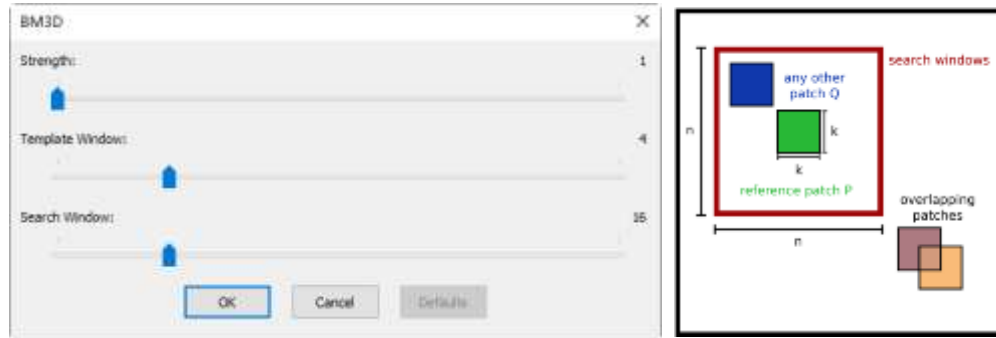 BM3D
Strength:
1
Template Window:
4
Search Window:
16
OK
Cancel
Defaults
search windows
any other
patch Q
n
k
k
reference patch P
n
overlapping
patches